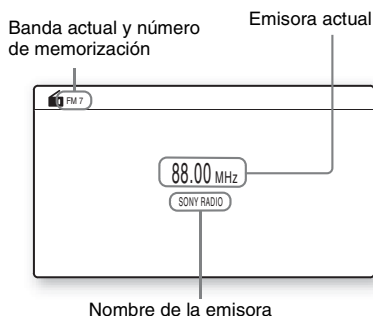 Banda actual y número
de memorización
Emisora actual
FM 7
88.00 MHz
SONY RADIO
Nombre de la emisora